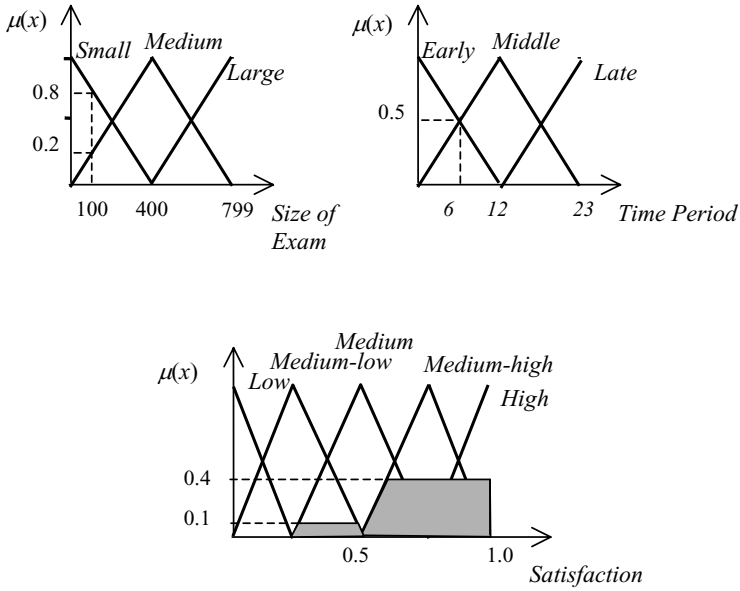 μ(x)
Small
Medium
Large
0.8
0.2
100
400
799
Size of
Exam
μ(x)
Early
Middle
Late
0.5
6
12
23
Time Period
μ(x)
Low
Medium-low
Medium
Medium-high
High
0.4
0.1
0.5
1.0
Satisfaction